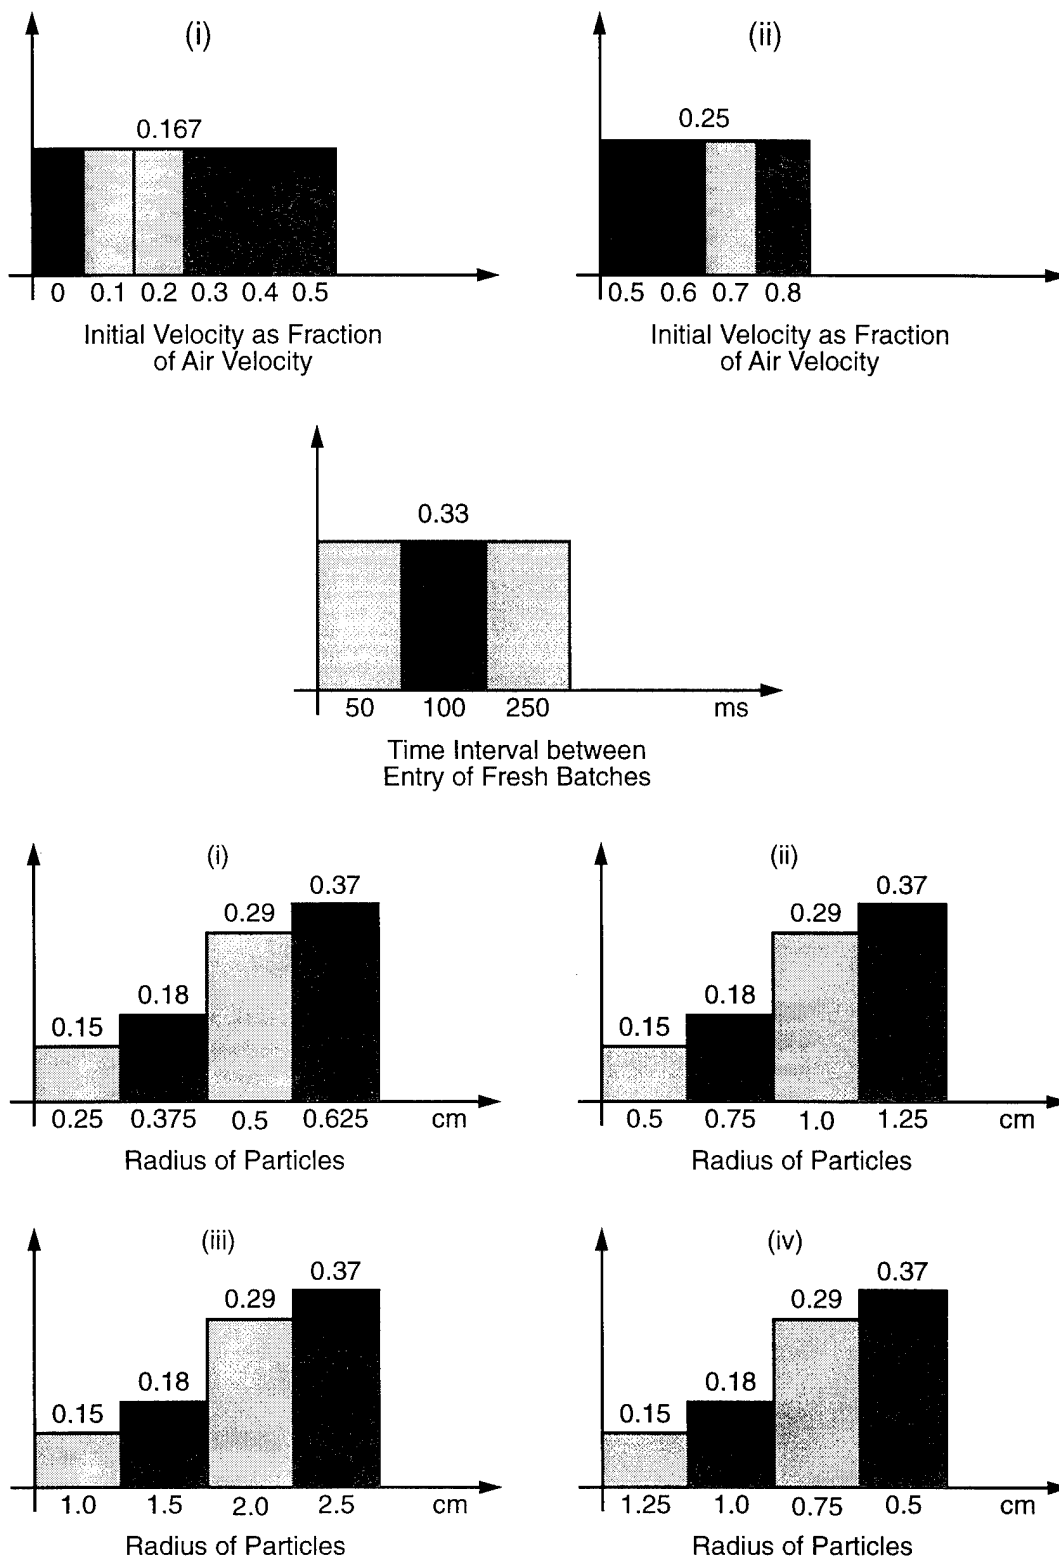 (i)
0.167
0 0.1 0.2 0.3 0.4 0.5
Initial Velocity as Fraction
of Air Velocity
(ii)
0.25
0.5 0.6 0.7 0.8
Initial Velocity as Fraction
of Air Velocity
0.33
50 100 250 ms
Time Interval between
Entry of Fresh Batches
(i)
0.37
0.29
0.18
0.15
0.25 0.375 0.5 0.625 cm
Radius of Particles
(ii)
0.37
0.29
0.18
0.15
0.5 0.75 1.0 1.25 cm
Radius of Particles
(iii)
0.37
0.29
0.18
0.15
1.0 1.5 2.0 2.5 cm
Radius of Particles
(iv)
0.37
0.29
0.18
0.15
1.25 1.0 0.75 0.5 cm
Radius of Particles